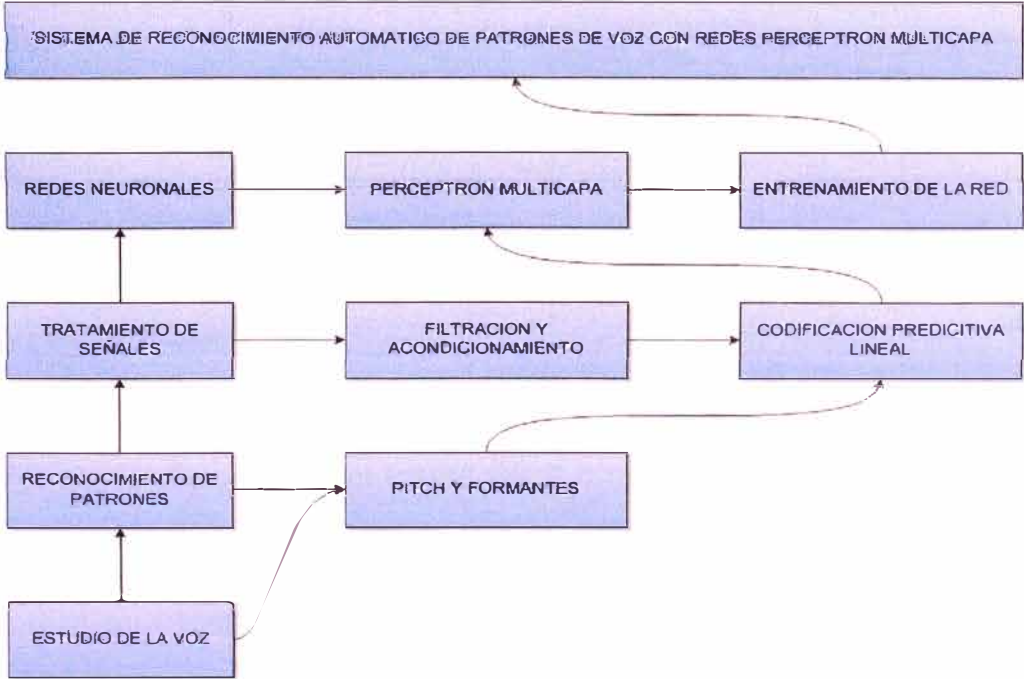 SISTEMA DE RECONOCIMIENTO AUTOMATICO DE PATRONES DE VOZ CON REDES PERCEPTRON MULTICAPA
REDES NEURONALES
PERCEPTRON MULTICAPA
ENTRENAMIENTO DE LA RED
TRATAMIENTO DE
SEÑALES
FILTRACION Y
ACONDICIONAMIENTO
CODIFICACION PREDICITIVA
LINEAL
RECONOCIMIENTO DE
PATRONES
PITCH Y FORMANTES
ESTUDIO DE LA VOZ